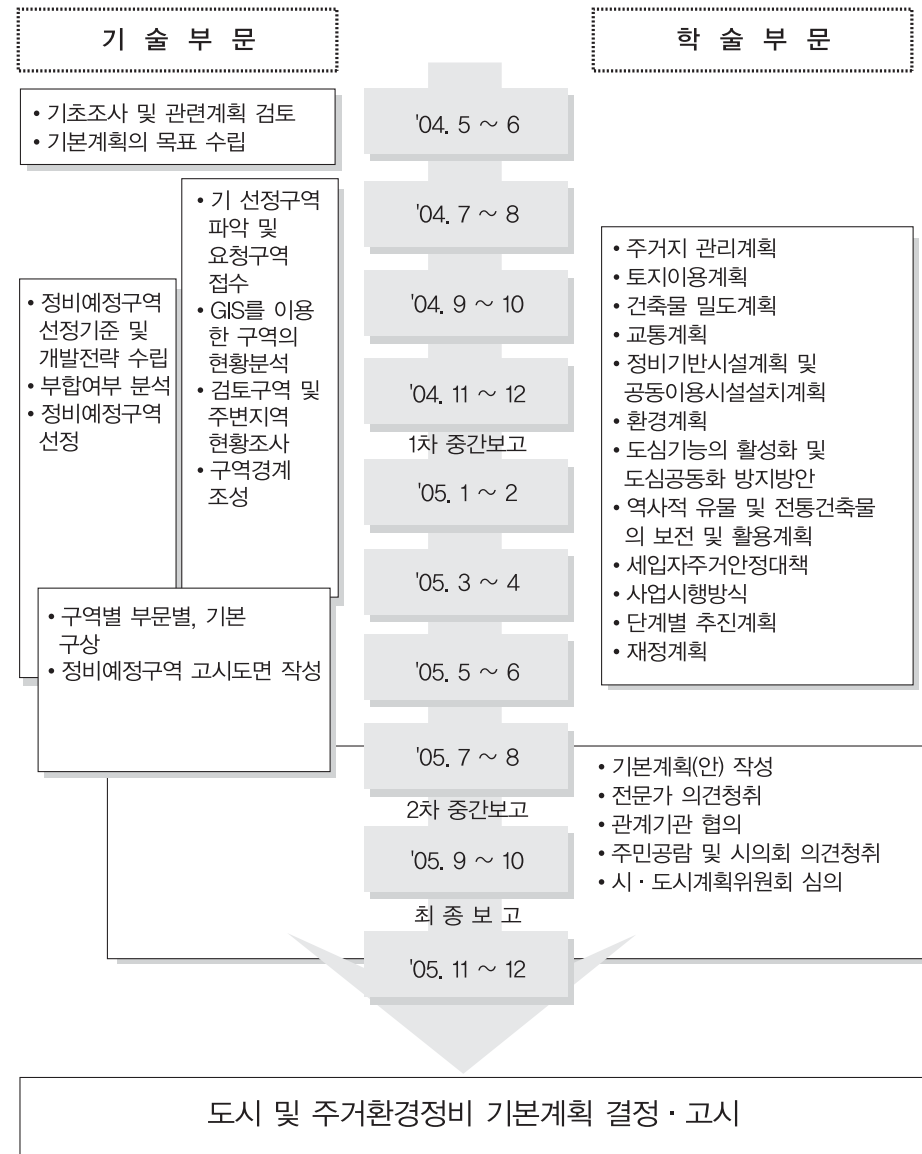 기 술 부 문
학 술 부 문
• 기초조사 및 관련계획 검토
• 기본계획의 목표 수립
• 기 선정구역
파악 및
요청구역
접수
• GIS를 이용
한 구역의
현황분석
• 검토구역 및
주변지역
현황조사
• 구역경계
조성
• 정비예정구역
선정기준 및
개발전략 수립
• 부합여부 분석
• 정비예정구역
선정
• 구역별 부문별, 기본
구상
• 정비예정구역 고시도면 작성
'04. 5 ~ 6
'04. 7 ~ 8
'04. 9 ~ 10
'04. 11 ~ 12
1차 중간보고
'05. 1 ~ 2
'05. 3 ~ 4
'05. 5 ~ 6
'05. 7 ~ 8
2차 중간보고
'05. 9 ~ 10
최 종 보 고
'05. 11 ~ 12
• 주거지 관리계획
• 토지이용계획
• 건축물 밀도계획
• 교통계획
• 정비기반시설계획 및
공동이용시설설치계획
• 환경계획
• 도심기능의 활성화 및
도심공동화 방지방안
• 역사적 유물 및 전통건축물
의 보전 및 활용계획
• 세입자주거안정대책
• 사업시행방식
• 단계별 추진계획
• 재정계획
• 기본계획(안) 작성
• 전문가 의견청취
• 관계기관 협의
• 주민공람 및 시의회 의견청취
• 시 · 도시계획위원회 심의
도시 및 주거환경정비 기본계획 결정 · 고시